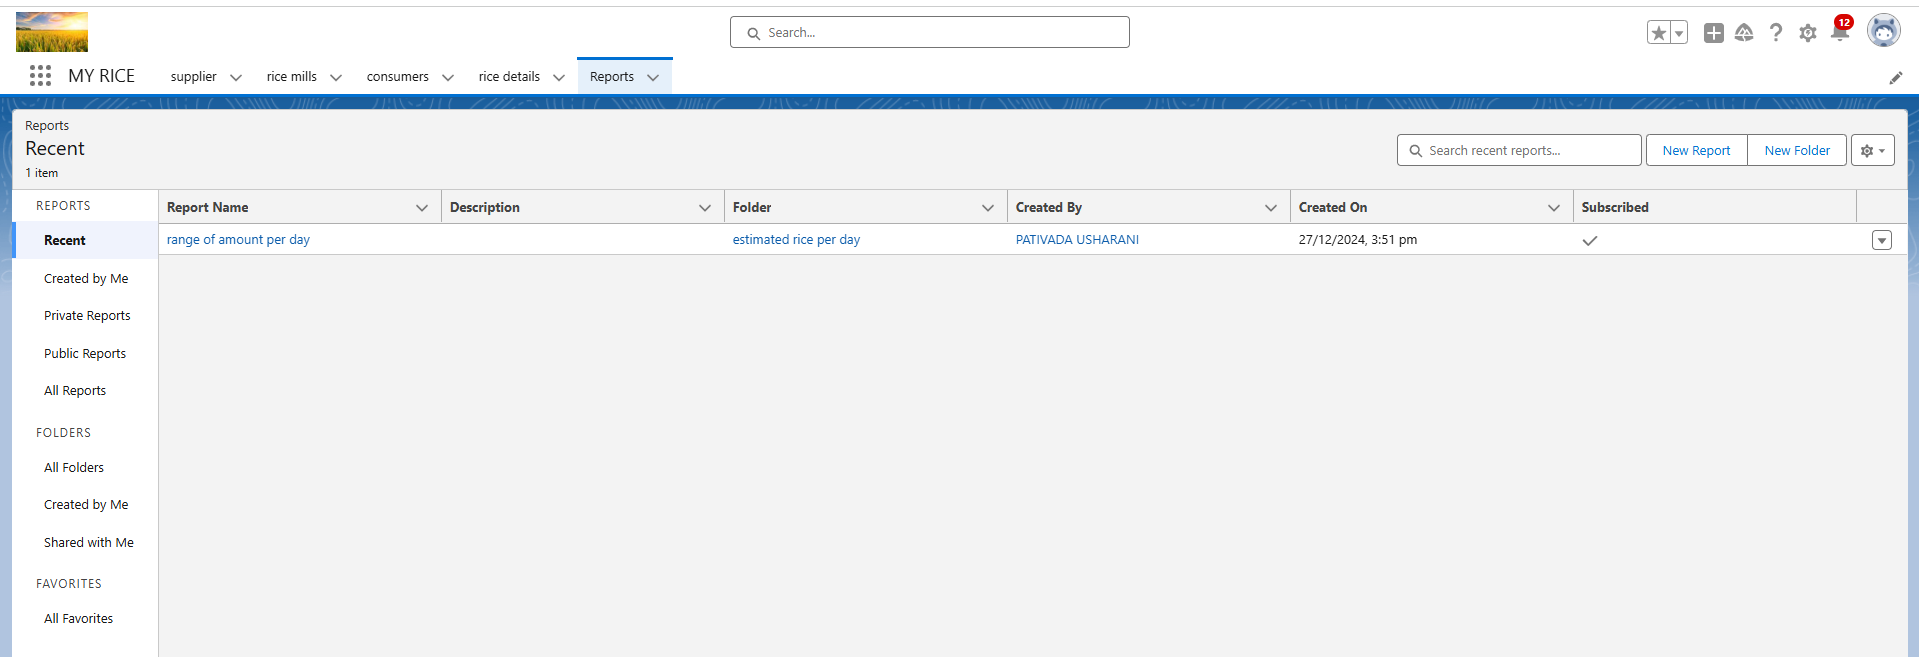 Search...
12
MY RICE
supplier
rice mills
consumers
rice details
Reports
Reports
Recent
1 item
Search recent reports...
New Report
New Folder
REPORTS
Recent
Created by Me
Private Reports
Public Reports
All Reports
FOLDERS
All Folders
Created by Me
Shared with Me
FAVORITES
All Favorites
Report Name Description Folder Created By Created On Subscribed
range of amount per day estimated rice per day PATIVADA USHARANI 27/12/2024, 3:51 pm